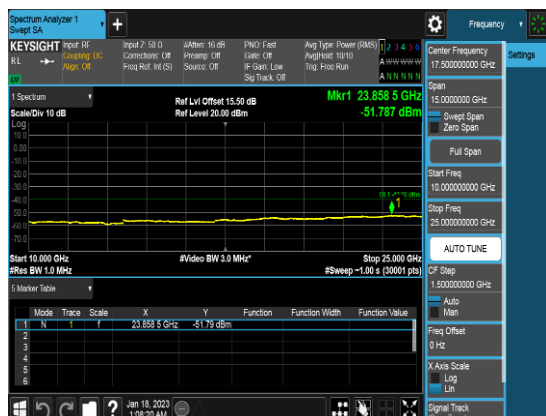 Spectrum Analyzer 1
Swept SA
+
Frequency
KEYSIGHT
RL
Input: RF
Coupling: DC
Align: Off
Input Z: 50 Ω
Corrections: Off
Freq Ref: Int (S)
#Atten: 16 dB
Preamp: Off
Source: Off
PNO: Fast
Gate: Off
IF Gain: Low
Sig Track: Off
Avg Type: Power (RMS)
Avg|Hold: 10/10
Trig: Free Run
1 2 3 4 5 6
A W W W W W
A N N N N N
1 Spectrum
Scale/Div 10 dB
Log
Ref Lvl Offset 15.50 dB
Ref Level 20.00 dBm
Mkr1 23.858 5 GHz
-51.787 dBm
10.0
0.00
-10.0
-20.0
-30.0
-40.0
-50.0
-60.0
-70.0
1
Start 10.000 GHz
#Res BW 1.0 MHz
#Video BW 3.0 MHz*
Stop 25.000 GHz
#Sweep ~1.00 s (30001 pts)
5 Marker Table
Mode Trace Scale X Y Function Function Width Function Value
1 N 1 f 23.858 5 GHz -51.79 dBm
2
3
4
5
6
Jan 18, 2023
1:08:20 AM
Center Frequency
17.500000000 GHz
Settings
Span
15.0000000 GHz
Swept Span
Zero Span
Full Span
Start Freq
10.000000000 GHz
Stop Freq
25.000000000 GHz
AUTO TUNE
CF Step
1.500000000 GHz
Auto
Man
Freq Offset
0 Hz
X Axis Scale
Log
Lin
Signal Track